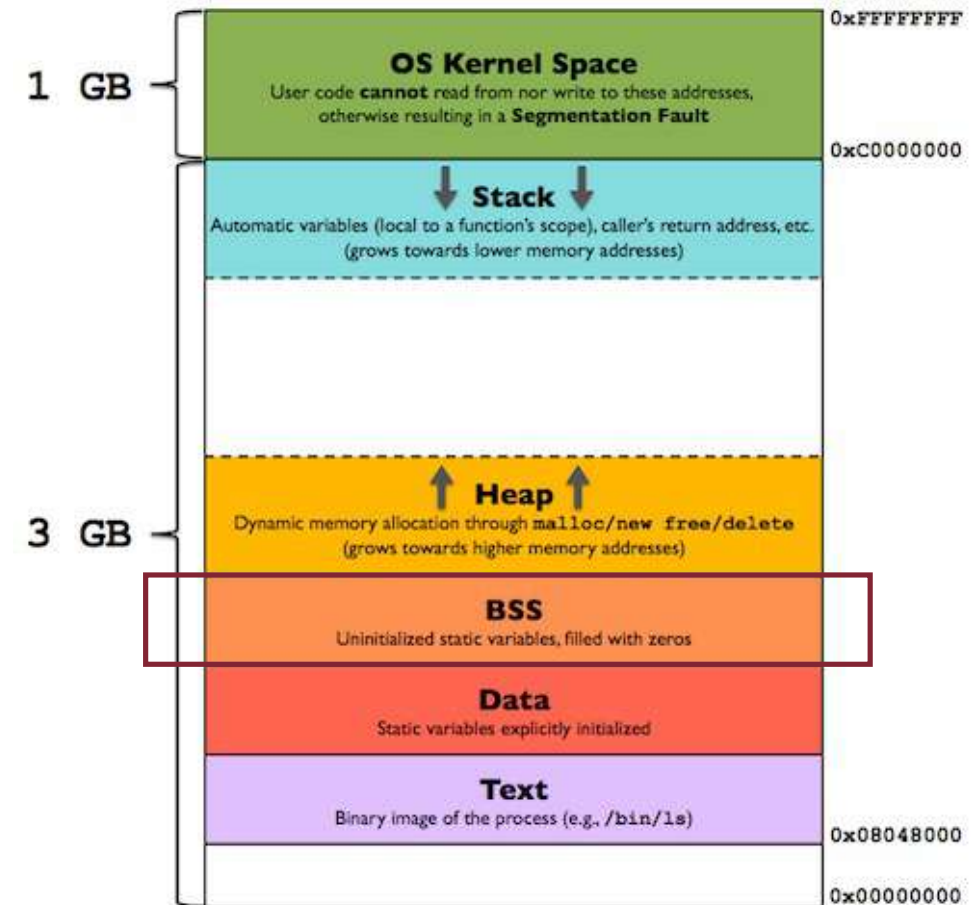 0xFFFFFFFF
1 GB
OS Kernel Space
User code cannot read from nor write to these addresses,
otherwise resulting in a Segmentation Fault
0xC0000000
Stack
Automatic variables (local to a function's scope), caller's return address, etc.
(grows towards lower memory addresses)
3 GB
Heap
Dynamic memory allocation through malloc/new free/delete
(grows towards higher memory addresses)
BSS
Uninitialized static variables, filled with zeros
Data
Static variables explicitly initialized
Text
Binary image of the process (e.g., /bin/ls)
0x08048000
0x00000000